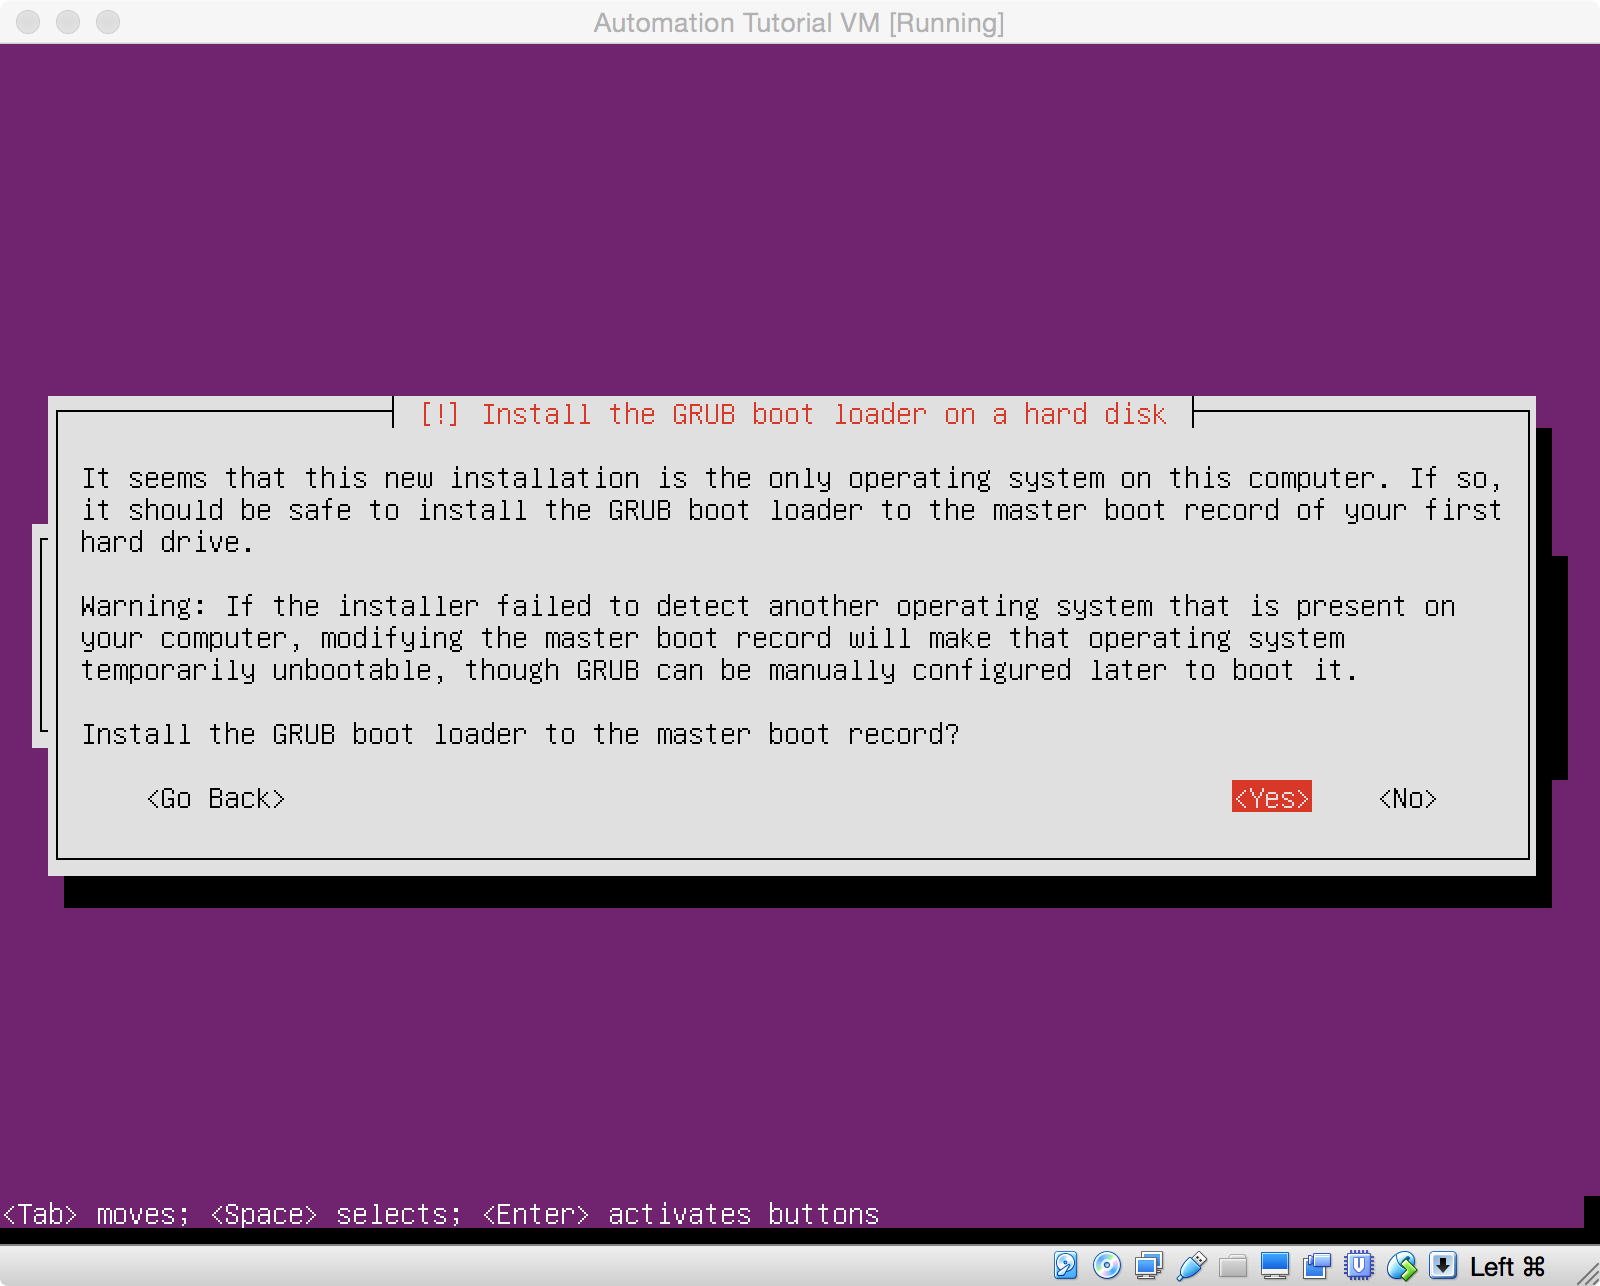 Automation Tutorial VM [Running]
[!] Install the GRUB boot loader on a hard disk
It seems that this new installation is the only operating system on this computer. If so,
it should be safe to install the GRUB boot loader to the master boot record of your first
hard drive.
Warning: If the installer failed to detect another operating system that is present on
your computer, modifying the master boot record will make that operating system
temporarily unbootable, though GRUB can be manually configured later to boot it.
Install the GRUB boot loader to the master boot record?
<Go Back> <Yes> <No>
<Tab> moves; <Space> selects; <Enter> activates buttons
Left ⌘